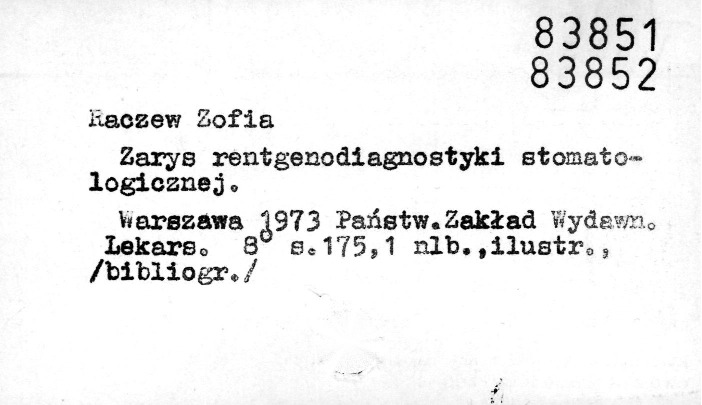 83851
83852
Raczew Zofia
Zarys rentgenodiagnostyki stomato-
logicznej.
Warszawa 1973 Państw.Zakład Wydawn.
Lekars. 8° s.175,1 nlb.,ilustr.,
/bibliogr./